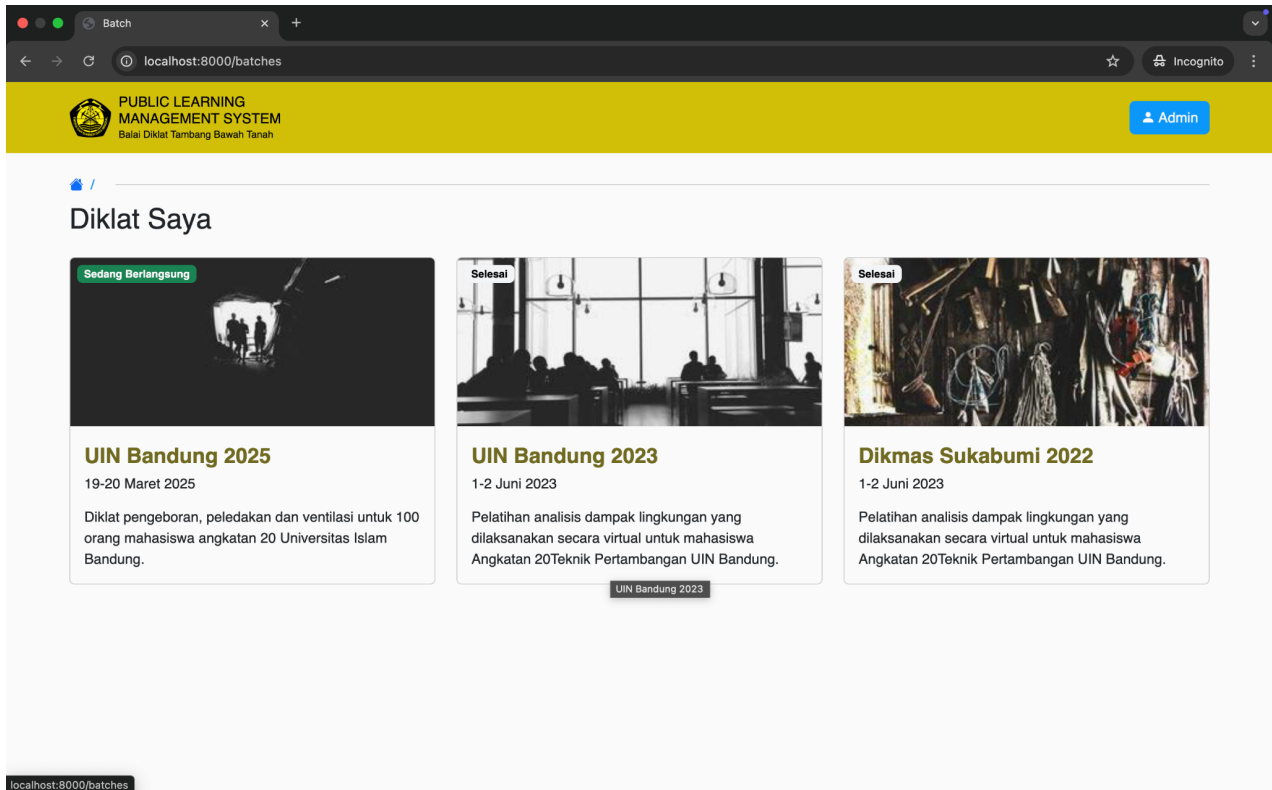 Batch
localhost:8000/batches
Incognito
PUBLIC LEARNING
MANAGEMENT SYSTEM
Balai Diklat Tambang Bawah Tanah
Admin
/
Diklat Saya
Sedang Berlangsung
UIN Bandung 2025
19-20 Maret 2025
Diklat pengeboran, peledakan dan ventilasi untuk 100
orang mahasiswa angkatan 20 Universitas Islam
Bandung.
Selesai
UIN Bandung 2023
1-2 Juni 2023
Pelatihan analisis dampak lingkungan yang
dilaksanakan secara virtual untuk mahasiswa
Angkatan 20Teknik Pertambangan UIN Bandung.
UIN Bandung 2023
Selesai
Dikmas Sukabumi 2022
1-2 Juni 2023
Pelatihan analisis dampak lingkungan yang
dilaksanakan secara virtual untuk mahasiswa
Angkatan 20Teknik Pertambangan UIN Bandung.
localhost:8000/batches